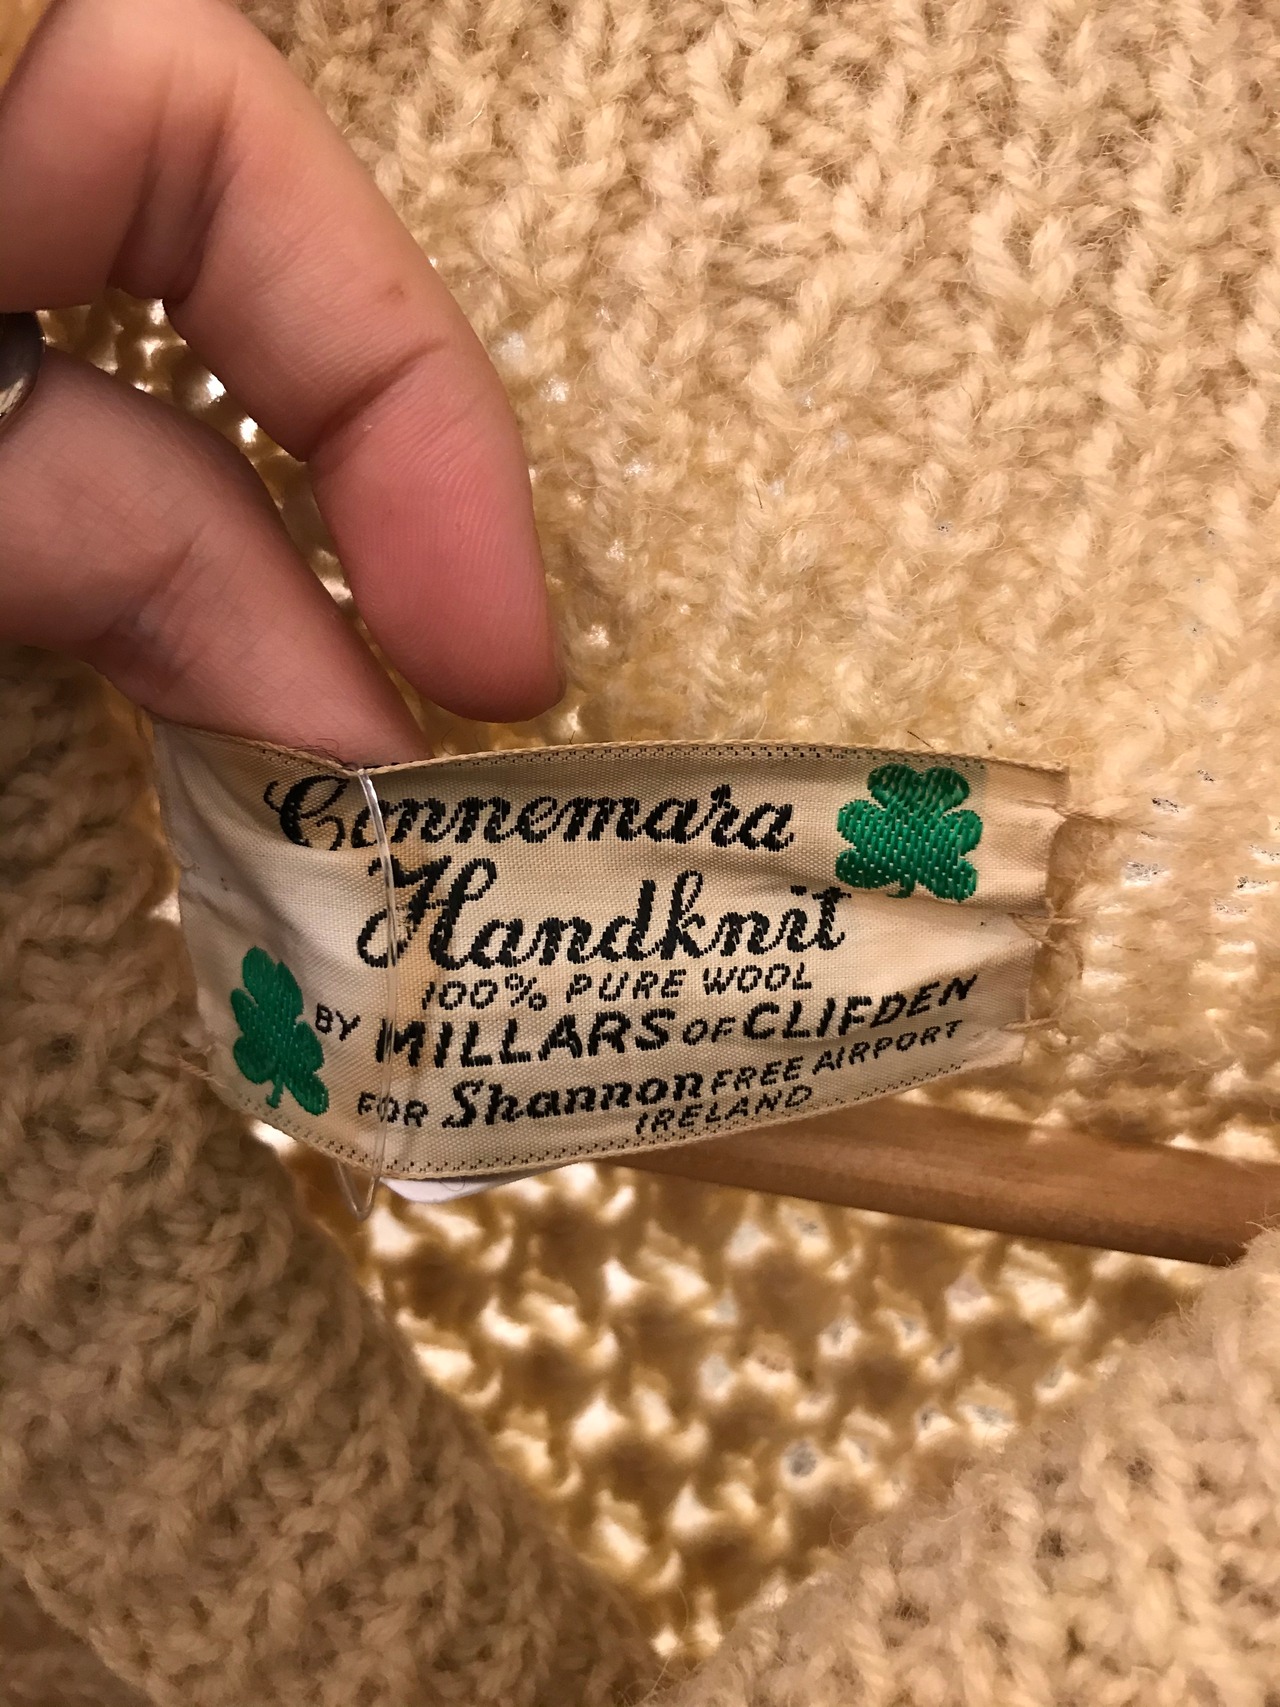 Connemara
Handknit
100% PURE WOOL
BY MILLARS OF CLIFDEN
FOR Shannon FREE AIRPORT
IRELAND